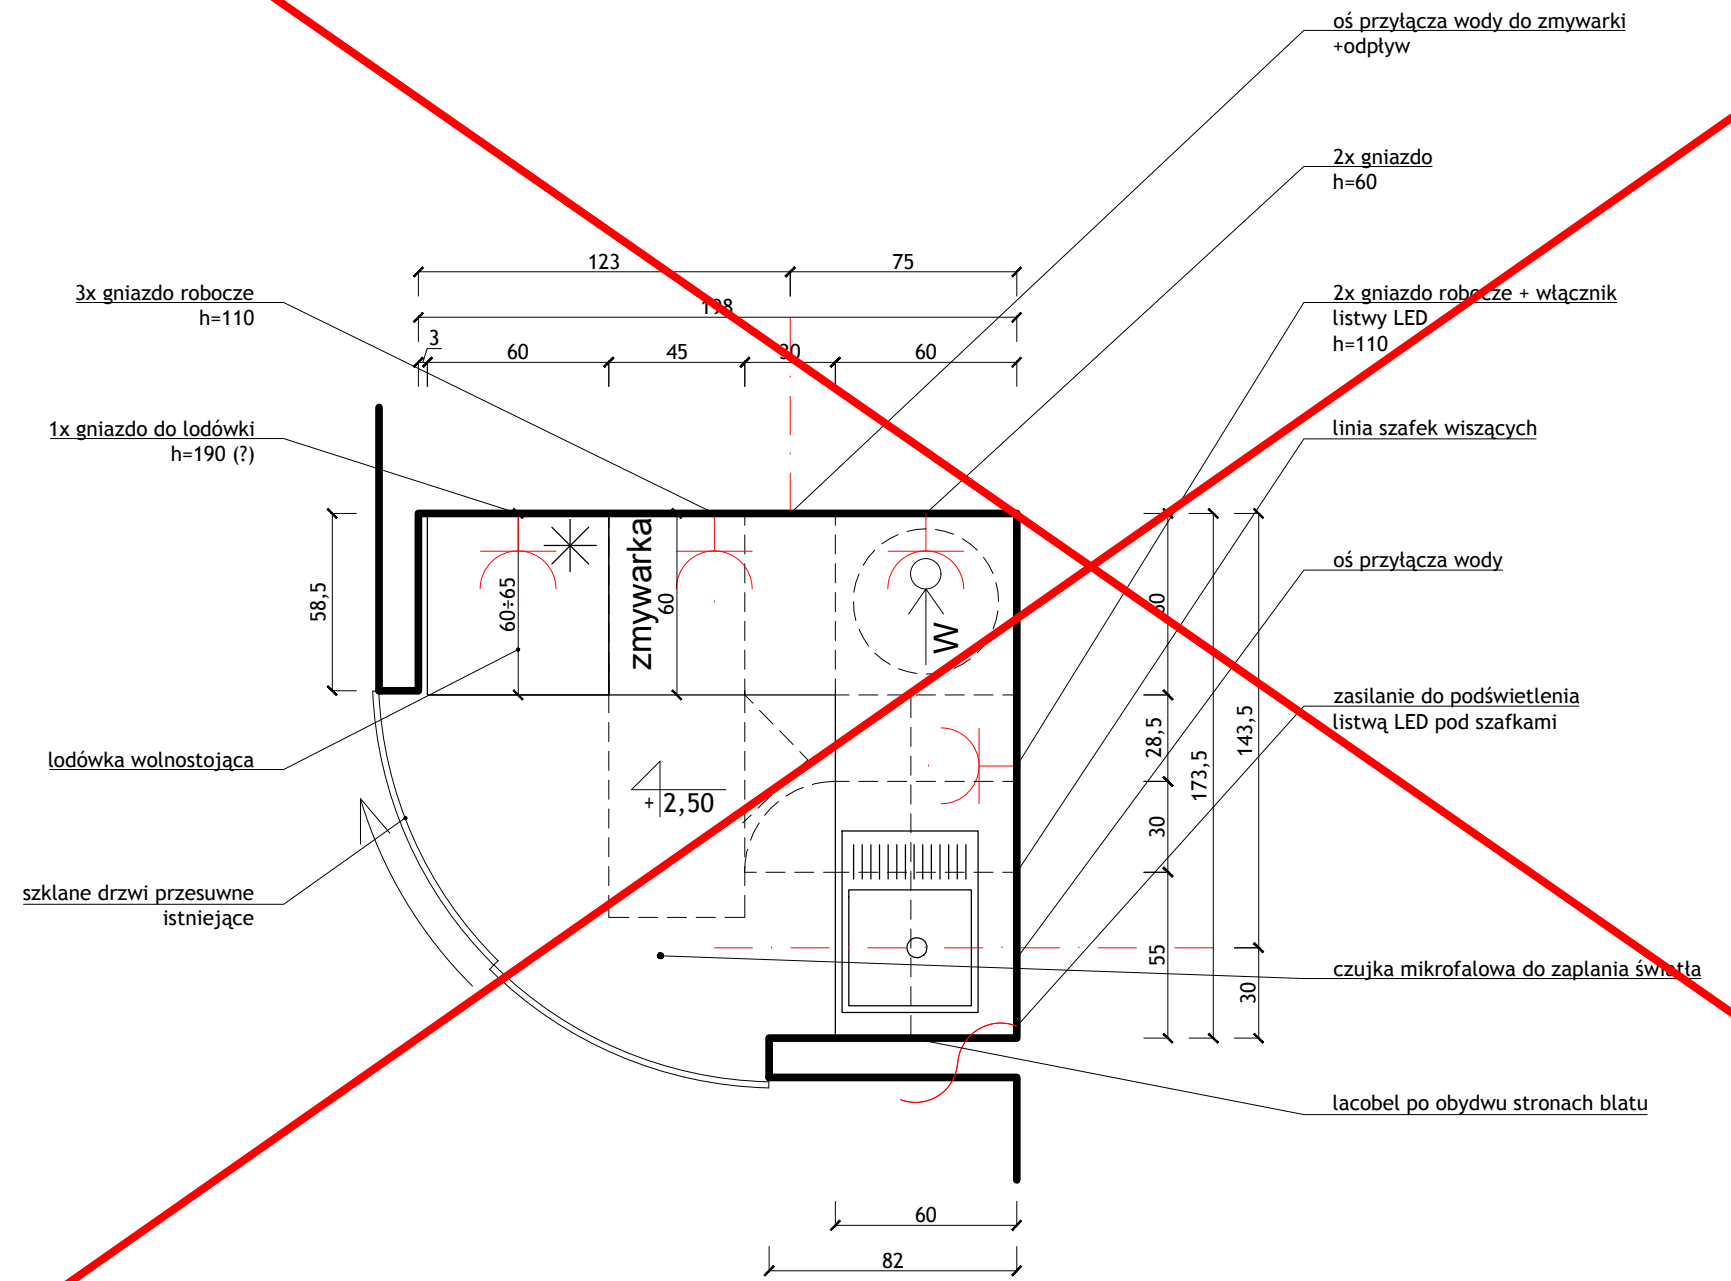 oś przyłącza wody do zmywarki
+odpływ
2x gniazdo
h=60
123
75
3x gniazdo robocze
h=110
198
2x gniazdo robocze + włącznik
listwy LED
h=110
3
60
45
30
60
1x gniazdo do lodówki
h=190 (?)
linia szafek wiszących
58,5
60÷65
zmywarka
60
W
60
oś przyłącza wody
zasilanie do podświetlenia
listwą LED pod szafkami
28,5
173,5
143,5
lodówka wolnostojąca
+ 2,50
30
szklane drzwi przesuwne
istniejące
55
30
czujka mikrofalowa do zaplania światła
lacobel po obydwu stronach blatu
60
82